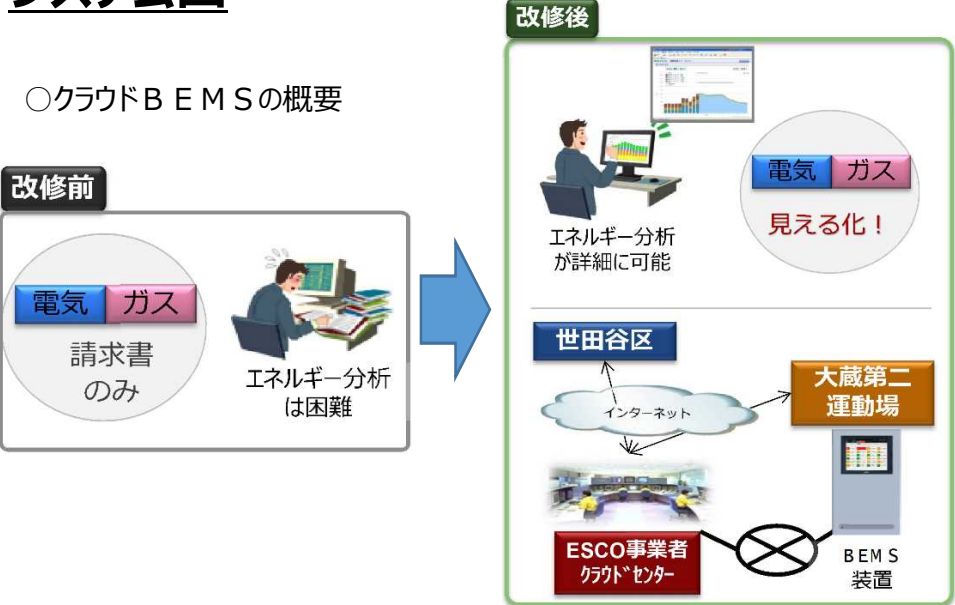 ○クラウドＢＥＭＳの概要
改修前
電気 ガス
請求書
のみ
エネルギー分析
は困難
改修後
エネルギー分析
が詳細に可能
電気 ガス
見える化！
世田谷区
インターネット
大蔵第二
運動場
ESCO事業者
クラウドセンター
ＢＥＭＳ
装置